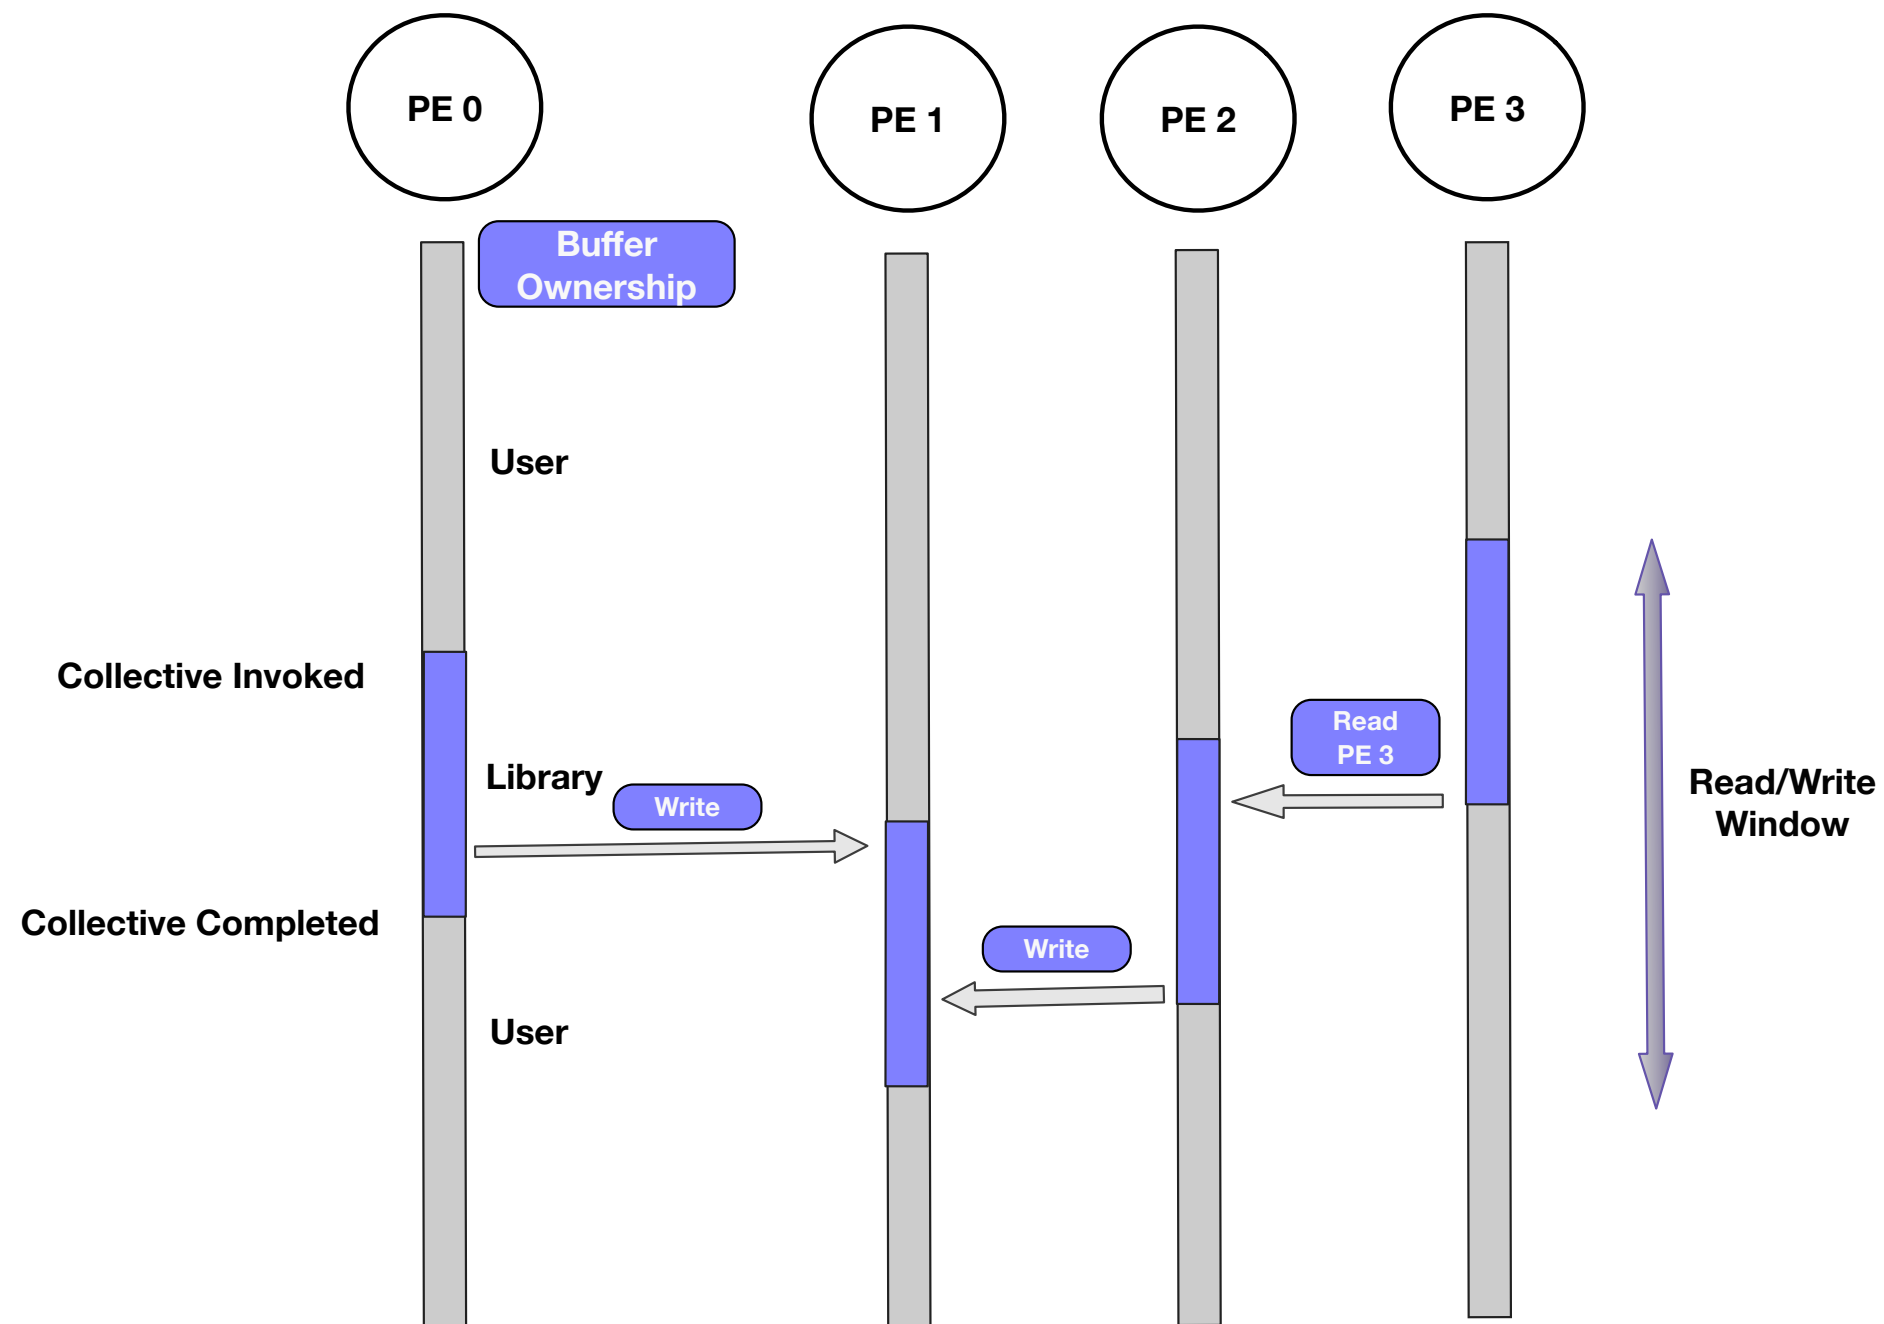 PE 0
PE 1
PE 2
PE 3
Buffer
Ownership
User
Collective Invoked
Read
PE 3
Library
Write
Read/Write
Window
Collective Completed
Write
User